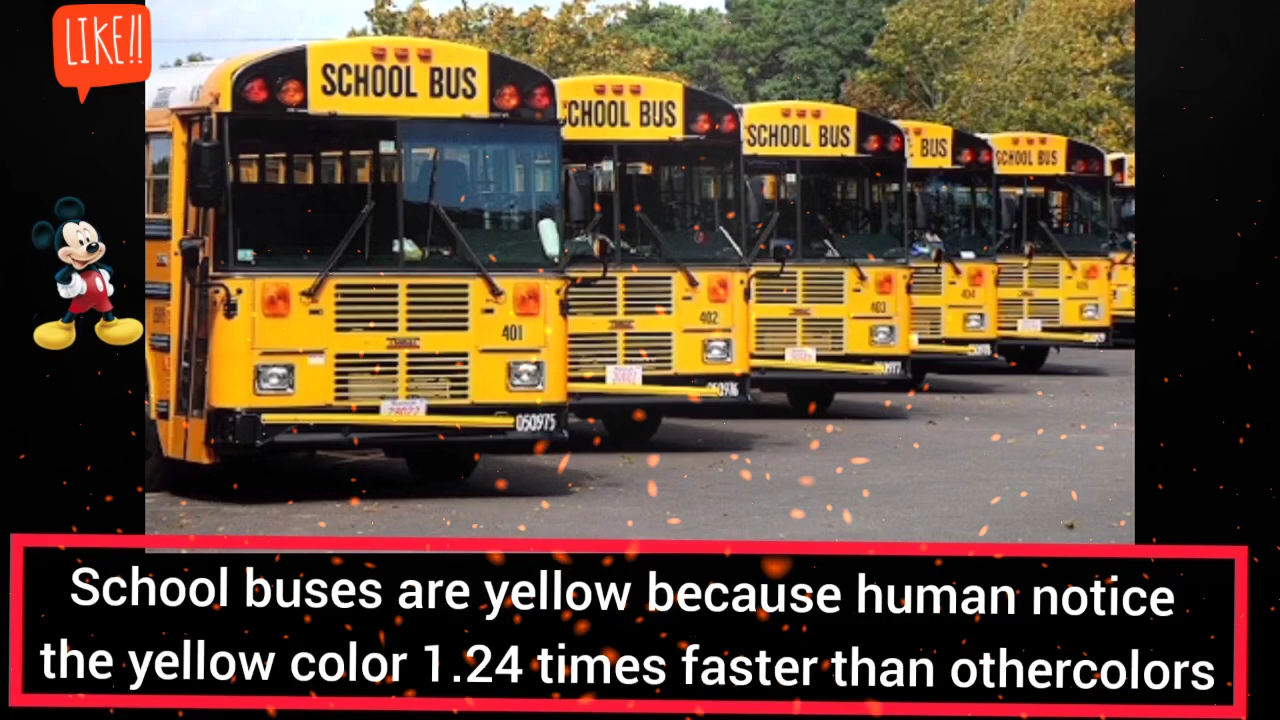 LIKE!!
SCHOOL BUS
CHOOL BUS
SCHOOL BUS
BUS
SCHOOL BUS
401
402
403
404
050975
School buses are yellow because human notice
the yellow color 1.24 times faster than othercolors